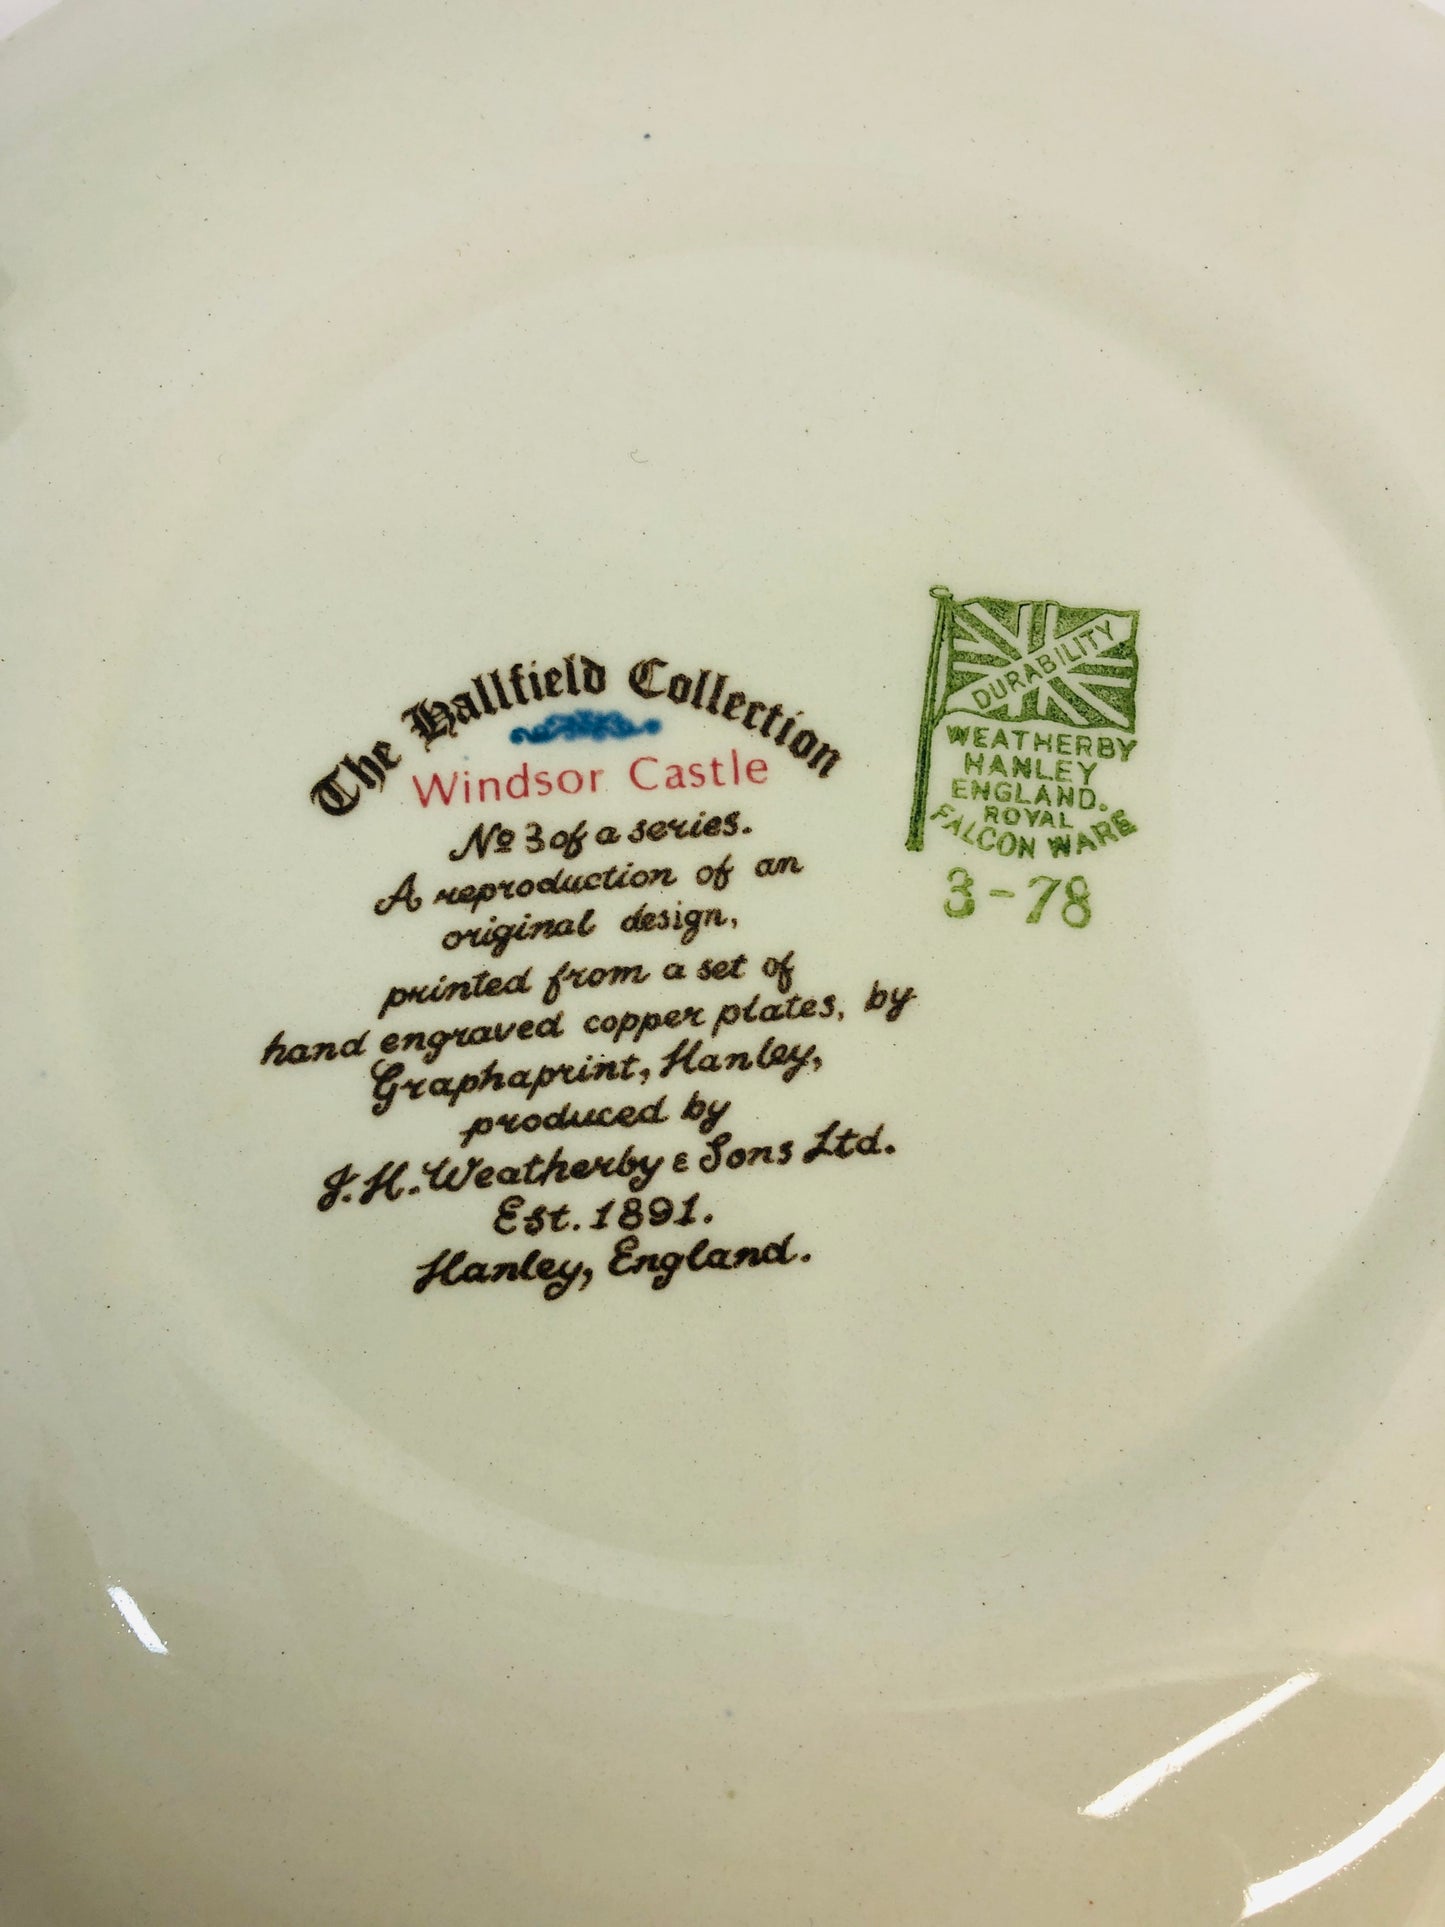 The Hallfield Collection
Windsor Castle
No 3 of a series.
A reproduction of an
original design,
printed from a set of
hand engraved copper plates, by
Graphaprint, Hanley,
produced by
J.H. Weatherby & Sons Ltd.
Est. 1891.
Hanley, England.
DURABILITY
WEATHERBY
HANLEY
ENGLAND.
ROYAL
FALCON WARE
3-78